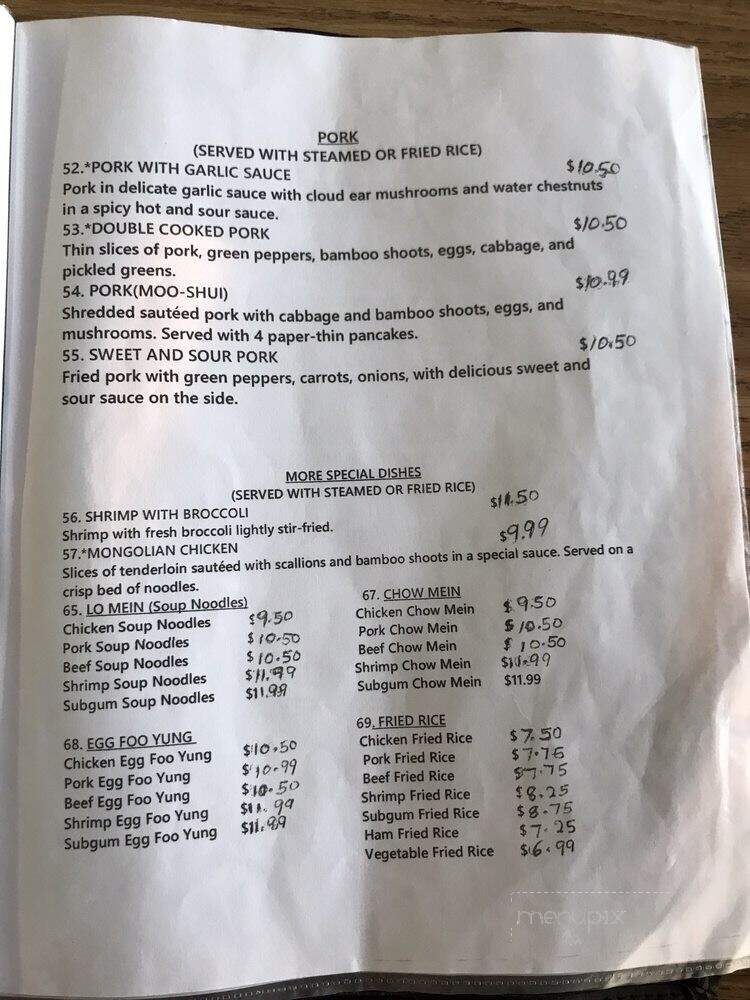 PORK
(SERVED WITH STEAMED OR FRIED RICE)
52.*PORK WITH GARLIC SAUCE $10.50
Pork in delicate garlic sauce with cloud ear mushrooms and water chestnuts
in a spicy hot and sour sauce.
53.*DOUBLE COOKED PORK $10.50
Thin slices of pork, green peppers, bamboo shoots, eggs, cabbage, and
pickled greens.
54. PORK(MOO-SHUI) $10.99
Shredded sautéed pork with cabbage and bamboo shoots, eggs, and
mushrooms. Served with 4 paper-thin pancakes.
55. SWEET AND SOUR PORK $10.50
Fried pork with green peppers, carrots, onions, with delicious sweet and
sour sauce on the side.
MORE SPECIAL DISHES
(SERVED WITH STEAMED OR FRIED RICE)
56. SHRIMP WITH BROCCOLI $11.50
Shrimp with fresh broccoli lightly stir-fried.
57.*MONGOLIAN CHICKEN $9.99
Slices of tenderloin sautéed with scallions and bamboo shoots in a special sauce. Served on a
crisp bed of noodles.
65. LO MEIN (Soup Noodles)
Chicken Soup Noodles $9.50
Pork Soup Noodles $10.50
Beef Soup Noodles $10.50
Shrimp Soup Noodles $11.99
Subgum Soup Noodles $11.99
67. CHOW MEIN
Chicken Chow Mein $9.50
Pork Chow Mein $10.50
Beef Chow Mein $10.50
Shrimp Chow Mein $11.99
Subgum Chow Mein $11.99
68. EGG FOO YUNG
Chicken Egg Foo Yung $10.50
Pork Egg Foo Yung $10.99
Beef Egg Foo Yung $10.50
Shrimp Egg Foo Yung $11.99
Subgum Egg Foo Yung $11.99
69. FRIED RICE
Chicken Fried Rice $7.50
Pork Fried Rice $7.75
Beef Fried Rice $7.75
Shrimp Fried Rice $8.25
Subgum Fried Rice $8.75
Ham Fried Rice $7.25
Vegetable Fried Rice $6.99
menupix